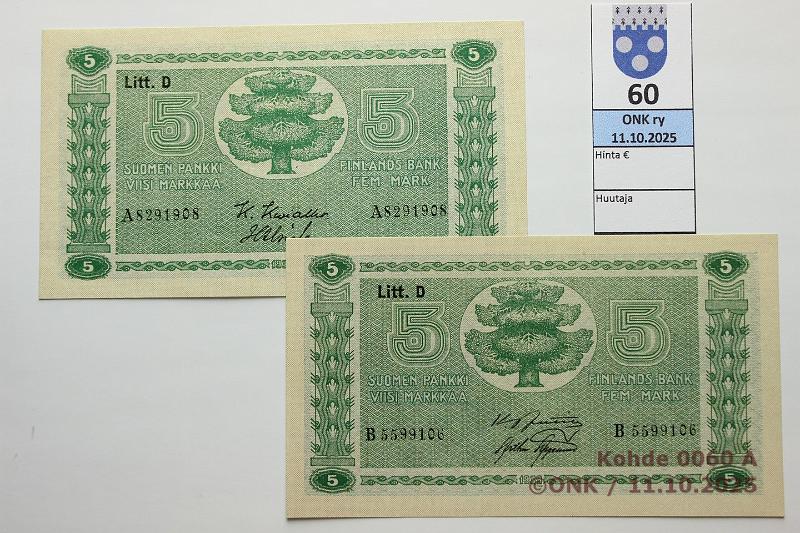 5
5
Litt. D
5
5
SUOMEN PANKKI
VIISI MARKKAA
FINLANDS BANK
FEM MARK
A8291908
A8291908
5
60
ONK ry
11.10.2025
Hinta €
Huutaja
5
5
Litt. D
5
5
SUOMEN PANKKI
VIISI MARKKAA
FINLANDS BANK
FEM MARK
B 5599106
B 5599106
5
5
Kohde 0060 A
©ONK / 11.10.2025